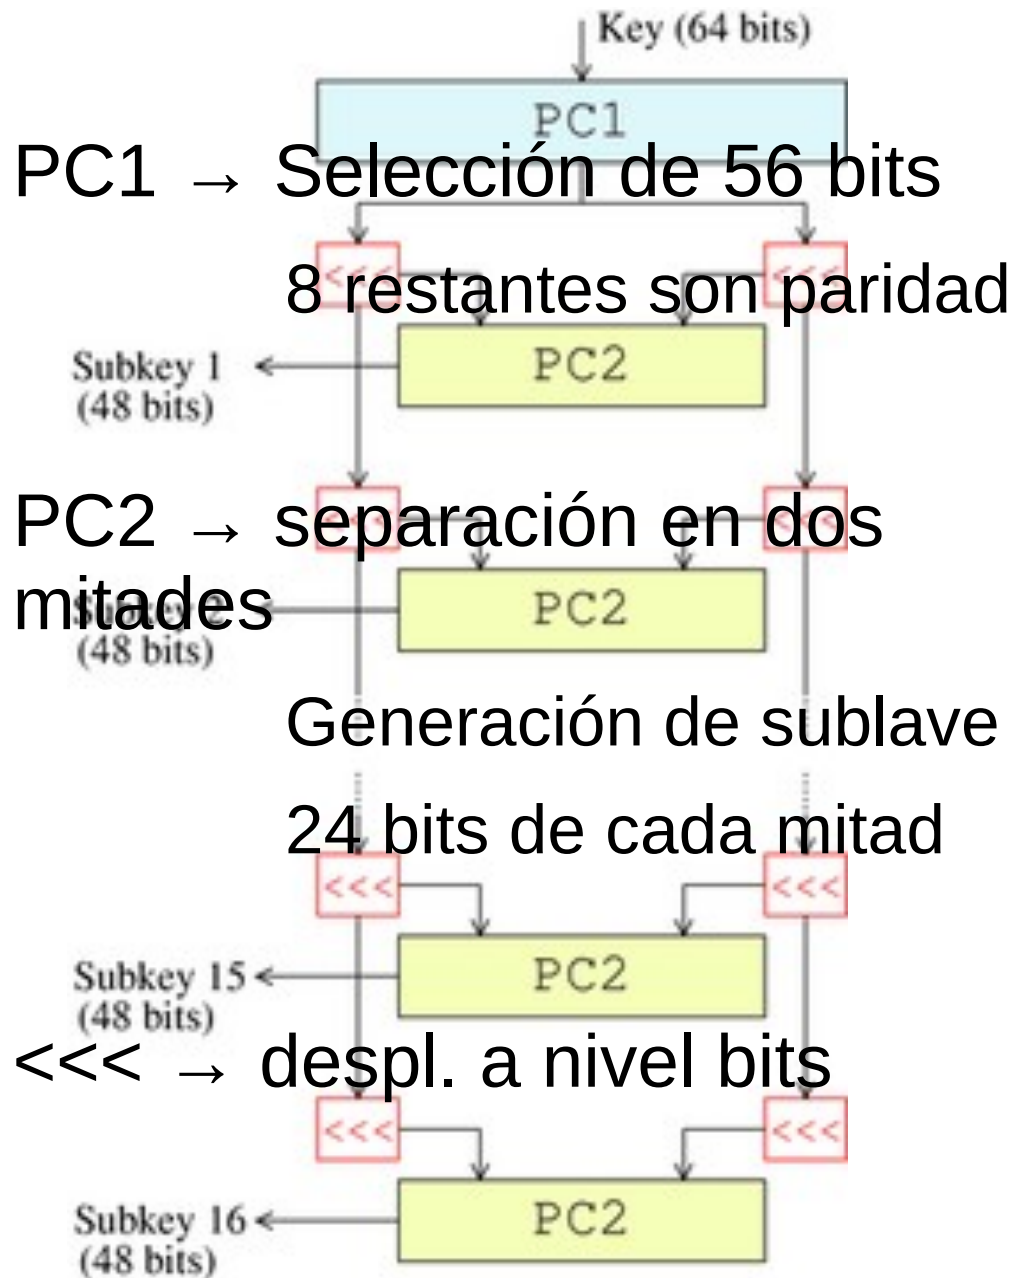 Key (64 bits)
PC1
PC1 → Selección de 56 bits
<<<
<<<
8 restantes son paridad
Subkey 1
(48 bits)
PC2
PC2 → separación en dos
mitades
<<<
<<<
Subkey 2
(48 bits)
PC2
Generación de sublave
24 bits de cada mitad
<<<
<<<
Subkey 15
(48 bits)
PC2
<<< → despl. a nivel bits
<<<
<<<
Subkey 16
(48 bits)
PC2